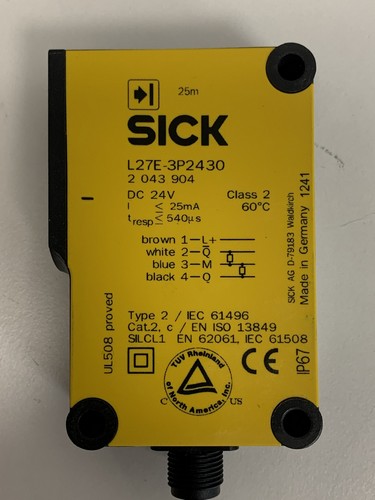 25m
SICK
L27E-3P2430
2 043 904
DC 24V Class 2
I ≤ 25mA 60°C
tresp ≤ 540µs
brown 1 — L+
white 2 — Q̅
blue 3 — M
black 4 — Q
Type 2 / IEC 61496
Cat.2, c / EN ISO 13849
SILCL1 EN 62061, IEC 61508
UL508 proved
TÜV Rheinland
of North America, Inc.
C US
CE
IP67
SICK AG D-79183 Waldkirch
Made in Germany 1241